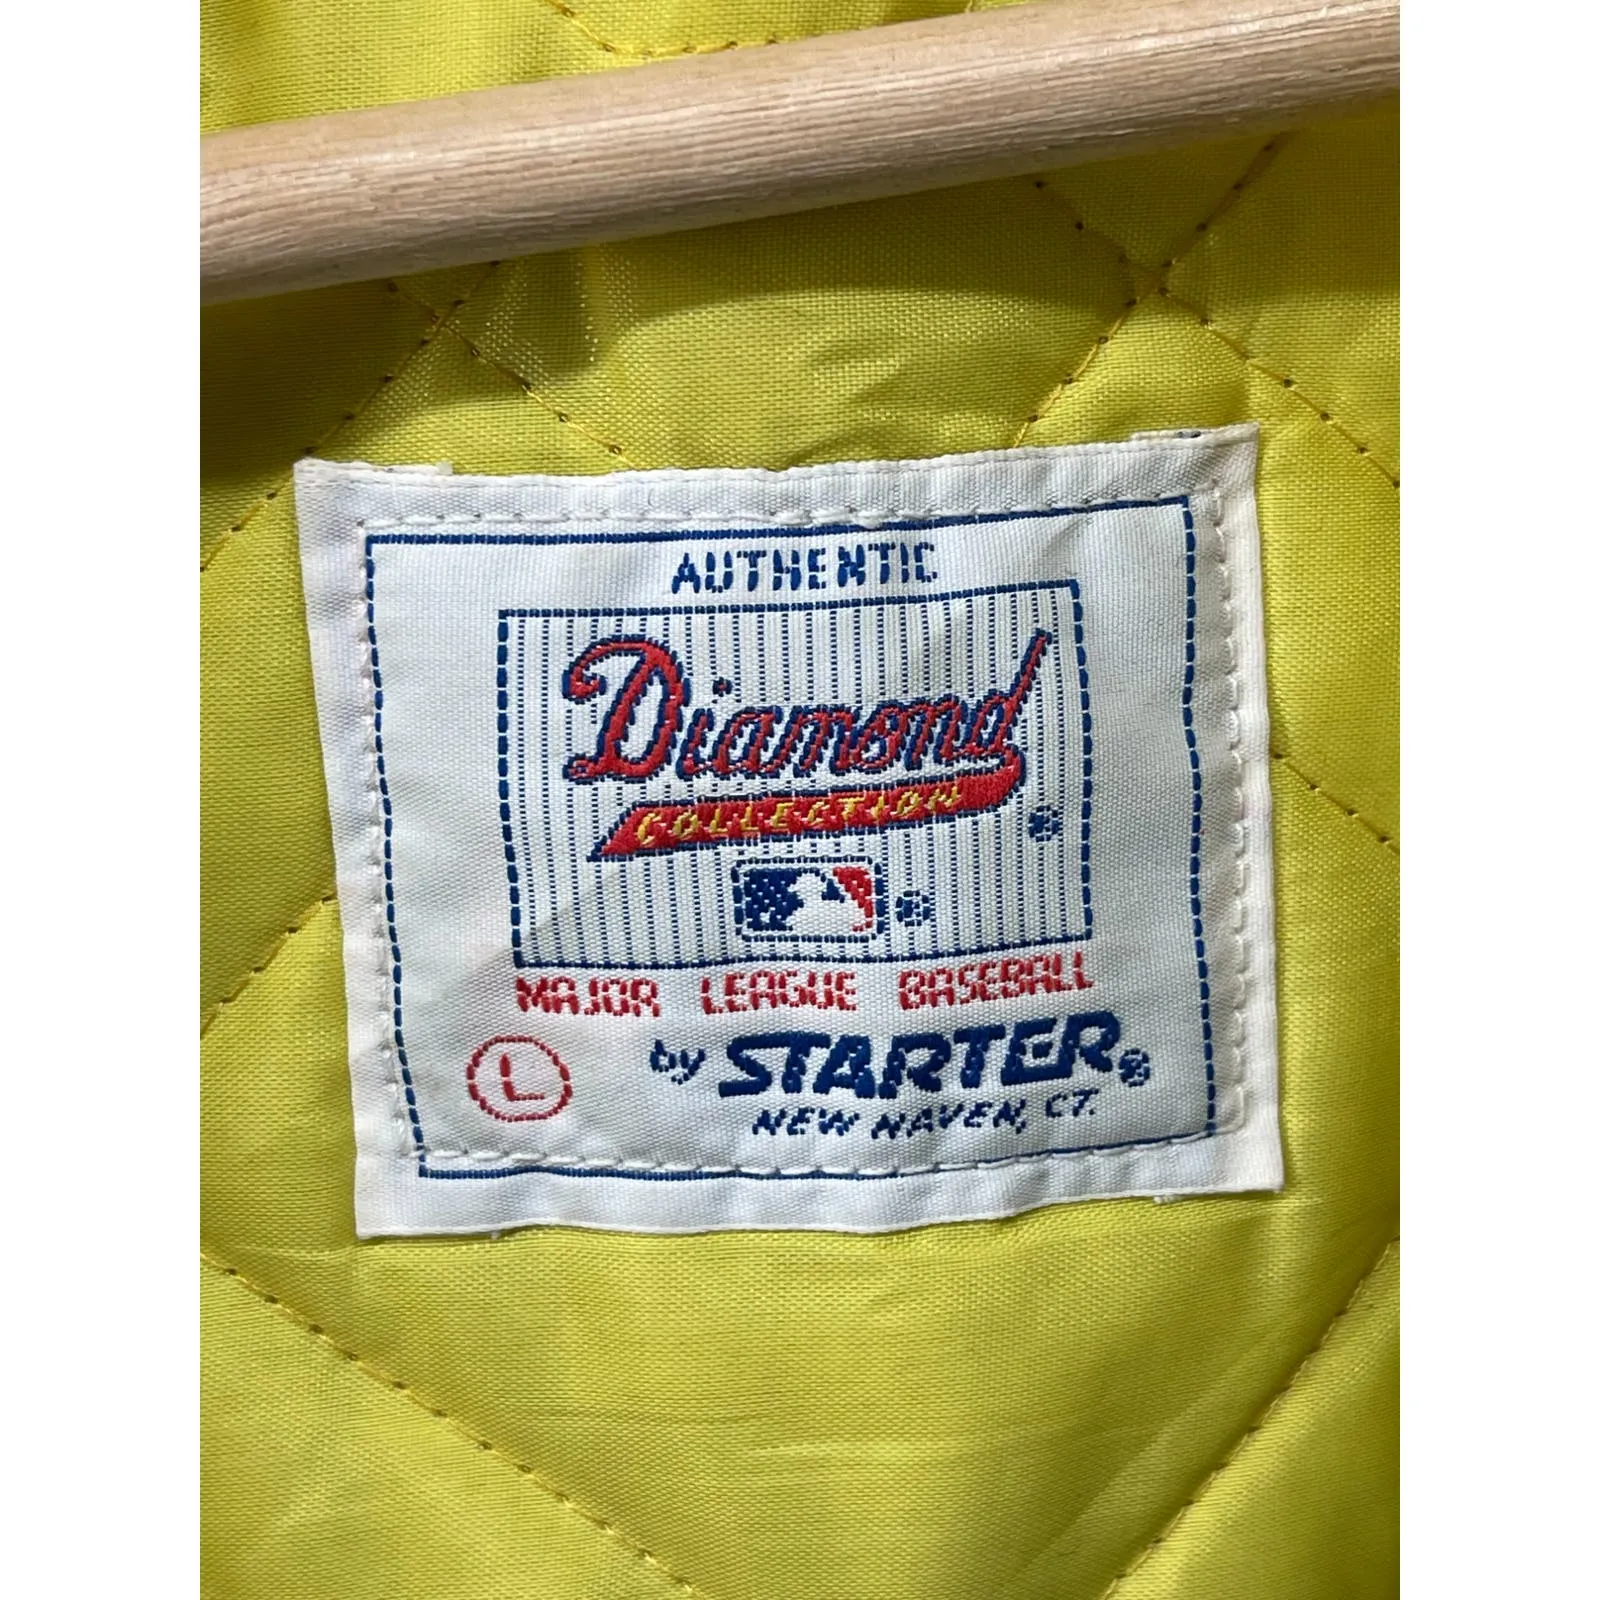 AUTHENTIC
Diamond
COLLECTION ®
®
MAJOR LEAGUE BASEBALL
L
by STARTER®
NEW HAVEN, CT.